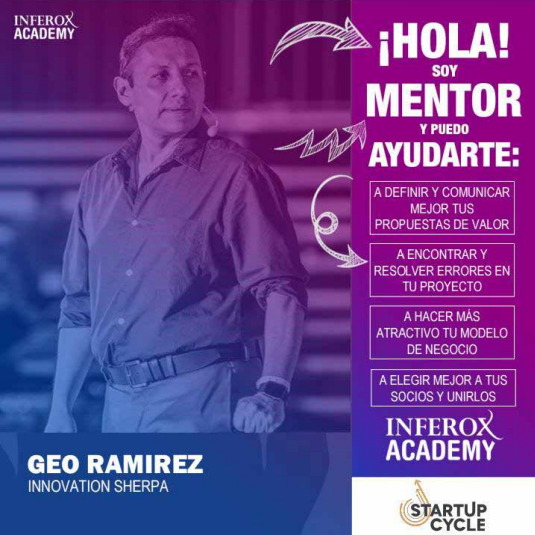 INFEROX
ACADEMY
¡HOLA!
SOY
MENTOR
Y PUEDO
AYUDARTE:
A DEFINIR Y COMUNICAR
MEJOR TUS
PROPUESTAS DE VALOR
A ENCONTRAR Y
RESOLVER ERRORES EN
TU PROYECTO
A HACER MÁS
ATRACTIVO TU MODELO
DE NEGOCIO
A ELEGIR MEJOR A TUS
SOCIOS Y UNIRLOS
INFEROX
ACADEMY
GEO RAMIREZ
INNOVATION SHERPA
STARTUP
CYCLE